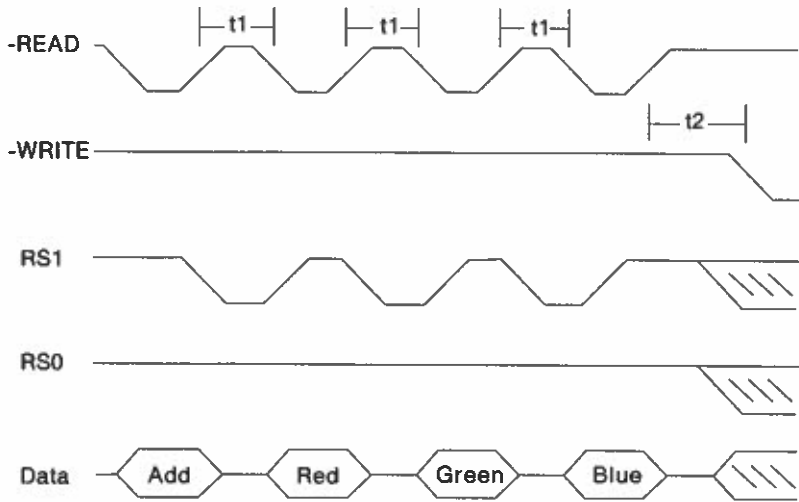 t1 t1 t1
-READ
t2
-WRITE
RS1
RS0
Data Add Red Green Blue